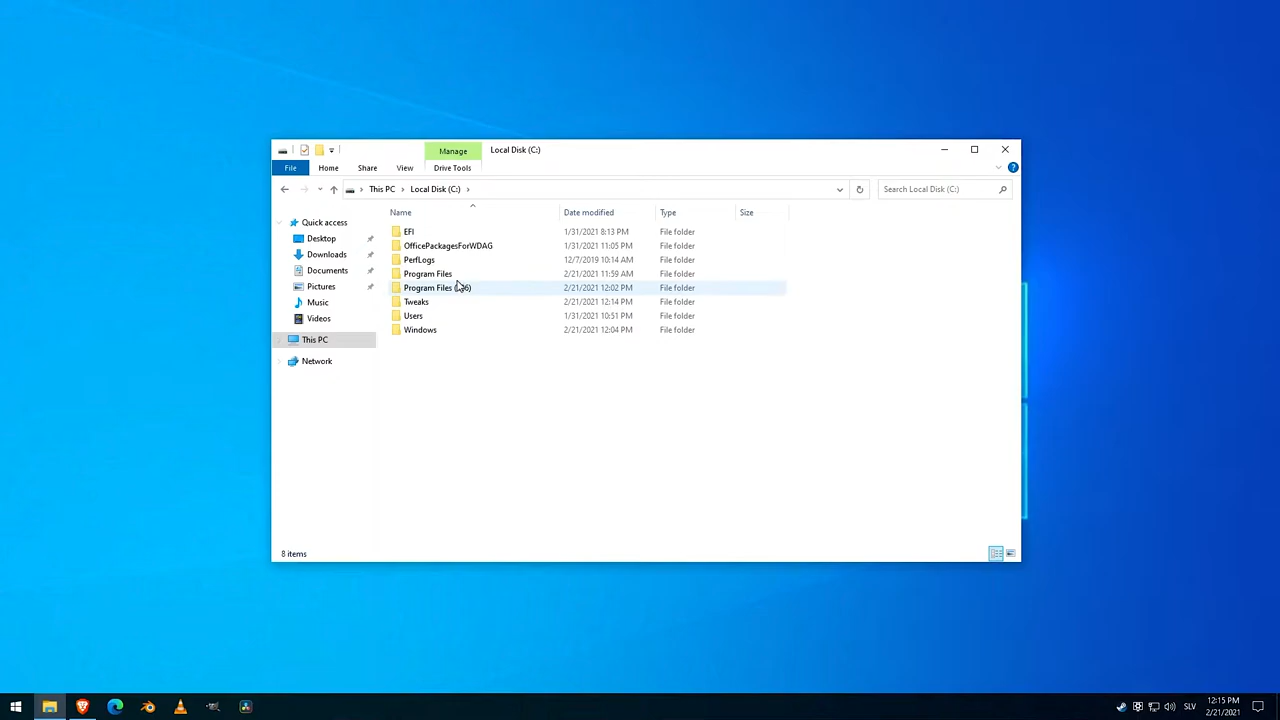 Manage
Local Disk (C:)
File
Home
Share
View
Drive Tools
This PC
Local Disk (C:)
Search Local Disk (C:)
Name
Date modified
Type
Size
Quick access
Desktop
Downloads
Documents
Pictures
Music
Videos
This PC
Network
EFI 1/31/2021 8:13 PM File folder
OfficePackagesForWDAG 1/31/2021 11:05 PM File folder
PerfLogs 12/7/2019 10:14 AM File folder
Program Files 2/21/2021 11:59 AM File folder
Program Files (x86) 2/21/2021 12:02 PM File folder
Tweaks 2/21/2021 12:14 PM File folder
Users 1/31/2021 10:51 PM File folder
Windows 2/21/2021 12:04 PM File folder
8 items
SLV
12:15 PM
2/21/2021